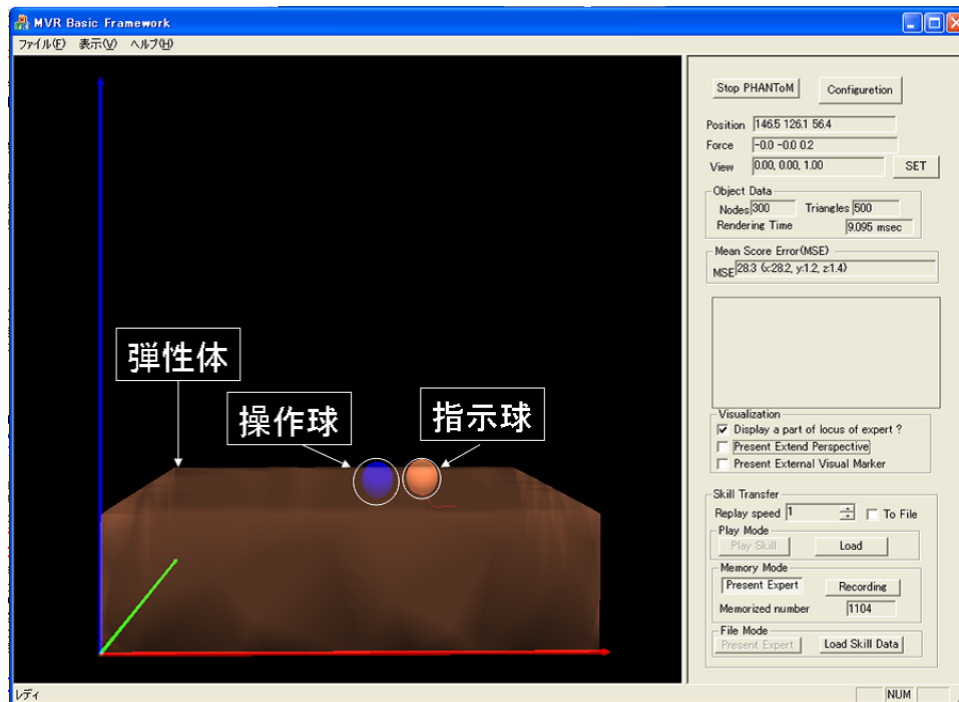 MVR Basic Framework
ファイル(F) 表示(V) ヘルプ(H)
Stop PHANToM
Configuretion
Position 146.5 126.1 56.4
Force -0.0 -0.0 0.2
View 0.00, 0.00, 1.00 SET
Object Data
Nodes 300 Triangles 500
Rendering Time 9.095 msec
Mean Score Error(MSE)
MSE 28.3 (x:28.2, y:1.2, z:1.4)
弾性体
操作球
指示球
Visualization
Display a part of locus of expert ?
Present Extend Perspective
Present External Visual Marker
Skill Transfer
Replay speed 1 To File
Play Mode
Play Skill Load
Memory Mode
Present Expert Recording
Memorized number 1104
File Mode
Present Expert Load Skill Data
レディ NUM